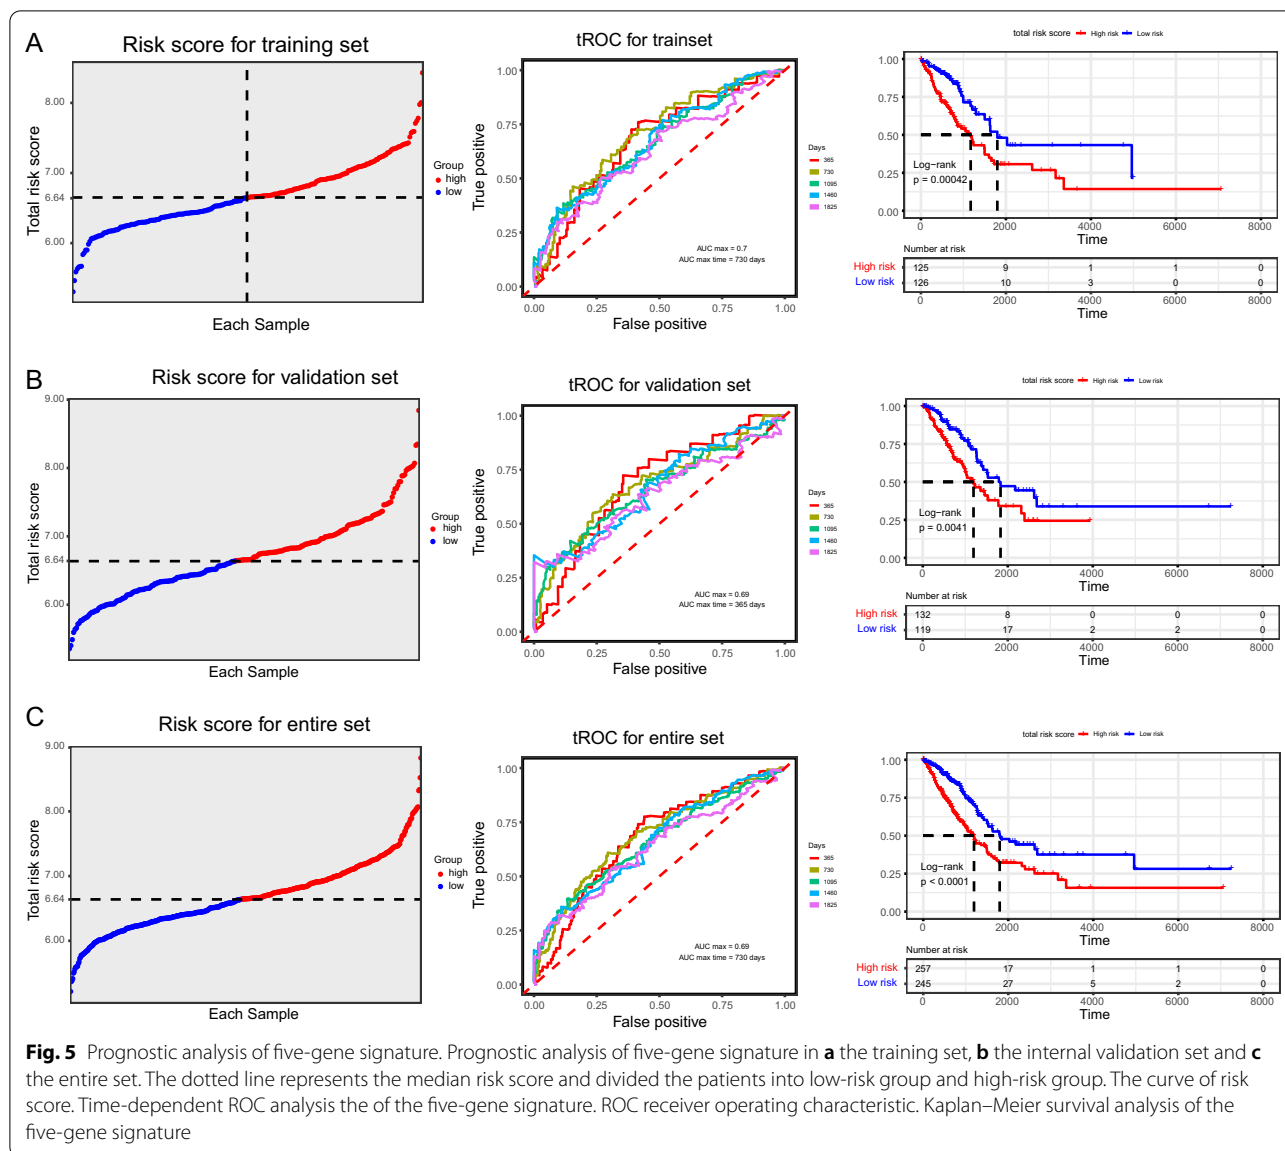 A
Risk score for training set
Total risk score
8.00
7.00
6.64
6.00
Each Sample
Group
high
low
tROC for trainset
True positive
1.00
0.75
0.50
0.25
0.00
0.00 0.25 0.50 0.75 1.00
False positive
AUC max = 0.7
AUC max time = 730 days
Days
365
730
1095
1460
1825
total risk score High risk Low risk
1.00
0.75
0.50
0.25
0.00
Log-rank
p = 0.00042
0 2000 4000 6000 8000
Time
Number at risk
High risk 125 9 1 1 0
Low risk 126 10 3 0 0
0 2000 4000 6000 8000
Time
B
Risk score for validation set
Total risk score
9.00
8.00
7.00
6.64
6.00
Each Sample
Group
high
low
tROC for validation set
True positive
1.00
0.75
0.50
0.25
0.00
0.00 0.25 0.50 0.75 1.00
False positive
AUC max = 0.69
AUC max time = 365 days
Days
365
730
1095
1460
1825
total risk score High risk Low risk
1.00
0.75
0.50
0.25
0.00
Log-rank
p = 0.0041
0 2000 4000 6000 8000
Time
Number at risk
High risk 132 8 0 0 0
Low risk 119 17 2 2 0
0 2000 4000 6000 8000
Time
C
Risk score for entire set
Total risk score
9.00
8.00
7.00
6.64
6.00
Each Sample
Group
high
low
tROC for entire set
True positive
1.00
0.75
0.50
0.25
0.00
0.00 0.25 0.50 0.75 1.00
False positive
AUC max = 0.69
AUC max time = 730 days
Days
365
730
1095
1460
1825
total risk score High risk Low risk
1.00
0.75
0.50
0.25
0.00
Log-rank
p < 0.0001
0 2000 4000 6000 8000
Time
Number at risk
High risk 257 17 1 1 0
Low risk 245 27 5 2 0
0 2000 4000 6000 8000
Time
Fig. 5 Prognostic analysis of five-gene signature. Prognostic analysis of five-gene signature in a the training set, b the internal validation set and c
the entire set. The dotted line represents the median risk score and divided the patients into low-risk group and high-risk group. The curve of risk
score. Time-dependent ROC analysis the of the five-gene signature. ROC receiver operating characteristic. Kaplan–Meier survival analysis of the
five-gene signature